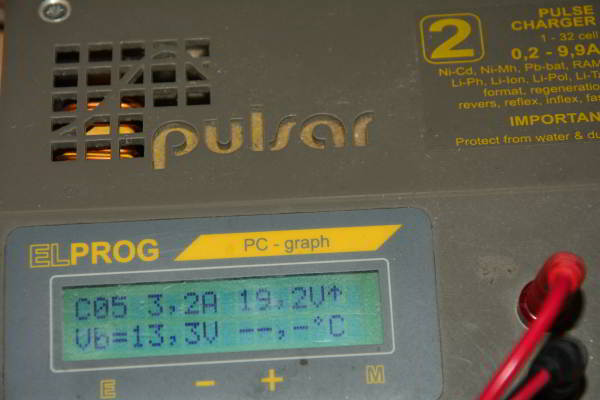 2
PULSE
CHARGER
1 - 32 cell
0,2 - 9,9A
Ni-Cd, Ni-Mh, Pb-bat, RAM
Li-Ph, Li-Ion, Li-Pol, Li-Ta
format, regeneration
revers, reflex, inflex, fas
IMPORTAN
Protect from water & du
pulsar
ELPROG
PC - graph
C05 3,2A 19,2V↑
Vb=13,3V --,-°C
E - + M